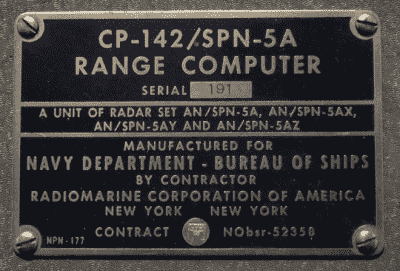 CP-142/SPN-5A
RANGE COMPUTER
SERIAL 191
A UNIT OF RADAR SET AN/SPN-5A, AN/SPN-5AX,
AN/SPN-5AY AND AN/SPN-5AZ
MANUFACTURED FOR
NAVY DEPARTMENT - BUREAU OF SHIPS
BY CONTRACTOR
RADIOMARINE CORPORATION OF AMERICA
NEW YORK NEW YORK
CONTRACT NObsr-52358
MPN-177